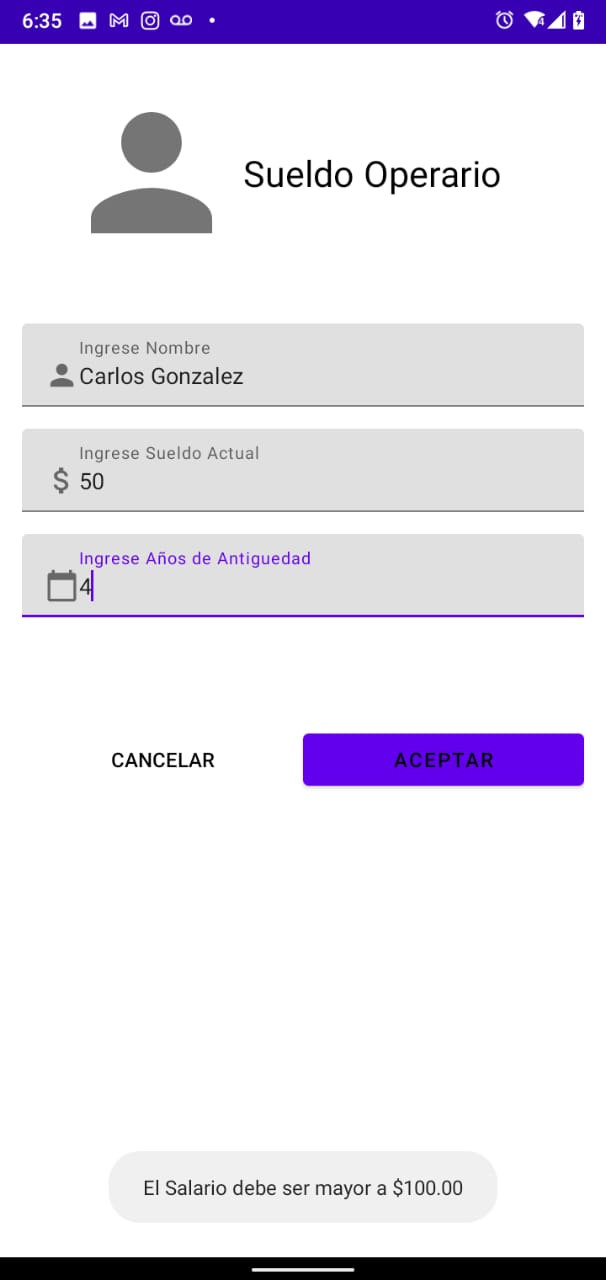 6:35
Sueldo Operario
Ingrese Nombre
Carlos Gonzalez
Ingrese Sueldo Actual
$ 50
Ingrese Años de Antiguedad
4
CANCELAR
ACEPTAR
El Salario debe ser mayor a $100.00